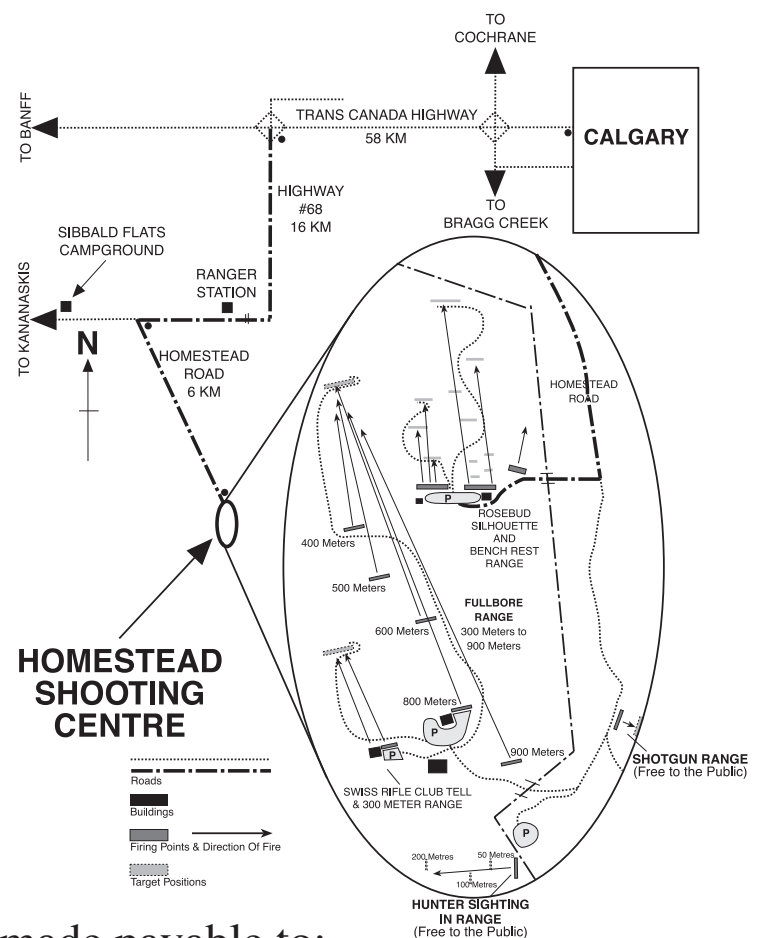 TO
COCHRANE
TO BANFF
TRANS CANADA HIGHWAY
58 KM
CALGARY
HIGHWAY
#68
16 KM
TO
BRAGG CREEK
SIBBALD FLATS
CAMPGROUND
RANGER
STATION
TO KANANASKIS
N
HOMESTEAD
ROAD
6 KM
HOMESTEAD
ROAD
P
ROSEBUD
SILHOUETTE
AND
BENCH REST
RANGE
400 Meters
500 Meters
600 Meters
FULLBORE
RANGE
300 Meters to
900 Meters
HOMESTEAD
SHOOTING
CENTRE
800 Meters
P
900 Meters
P
SWISS RIFLE CLUB TELL
& 300 METER RANGE
SHOTGUN RANGE
(Free to the Public)
Roads
Buildings
Firing Points & Direction Of Fire
Target Positions
P
200 Metres
50 Metres
100 Metres
HUNTER SIGHTING
IN RANGE
(Free to the Public)
made payable to: